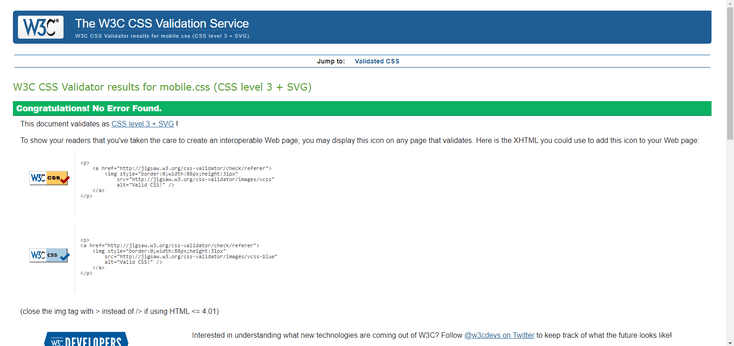 W3C The W3C CSS Validation Service
W3C CSS Validator results for mobile.css (CSS level 3 + SVG)
Jump to: Validated CSS
W3C CSS Validator results for mobile.css (CSS level 3 + SVG)
Congratulations! No Error Found.
This document validates as CSS level 3 + SVG !
To show your readers that you've taken the care to create an interoperable Web page, you may display this icon on any page that validates. Here is the XHTML you could use to add this icon to your Web page:
W3C css
<p>
<a href="http://jigsaw.w3.org/css-validator/check/referer">
<img style="border:0;width:88px;height:31px"
src="http://jigsaw.w3.org/css-validator/images/vcss"
alt="Valid CSS!" />
</a>
</p>
W3C css
<p>
<a href="http://jigsaw.w3.org/css-validator/check/referer">
<img style="border:0;width:88px;height:31px"
src="http://jigsaw.w3.org/css-validator/images/vcss-blue"
alt="Valid CSS!" />
</a>
</p>
(close the img tag with > instead of /> if using HTML <= 4.01)
W3C DEVELOPERS
Interested in understanding what new technologies are coming out of W3C? Follow @w3cdevs on Twitter to keep track of what the future looks like!